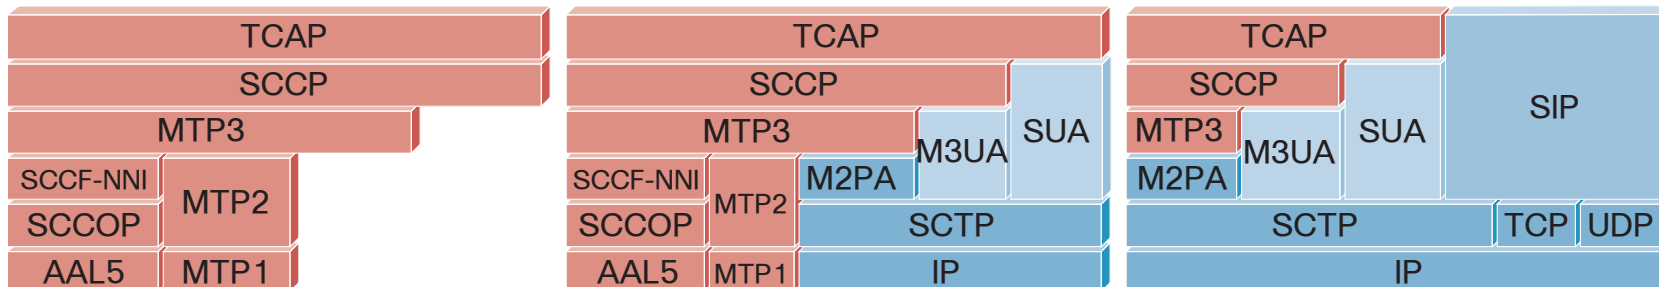 TCAP
SCCP
MTP3
SCCF-NNI
MTP2
SCCOP
AAL5
MTP1
TCAP
SCCP
SUA
MTP3
M3UA
SCCF-NNI
MTP2
M2PA
SCCOP
SCTP
AAL5
MTP1
IP
TCAP
SIP
SCCP
SUA
MTP3
M3UA
M2PA
SCTP
TCP
UDP
IP